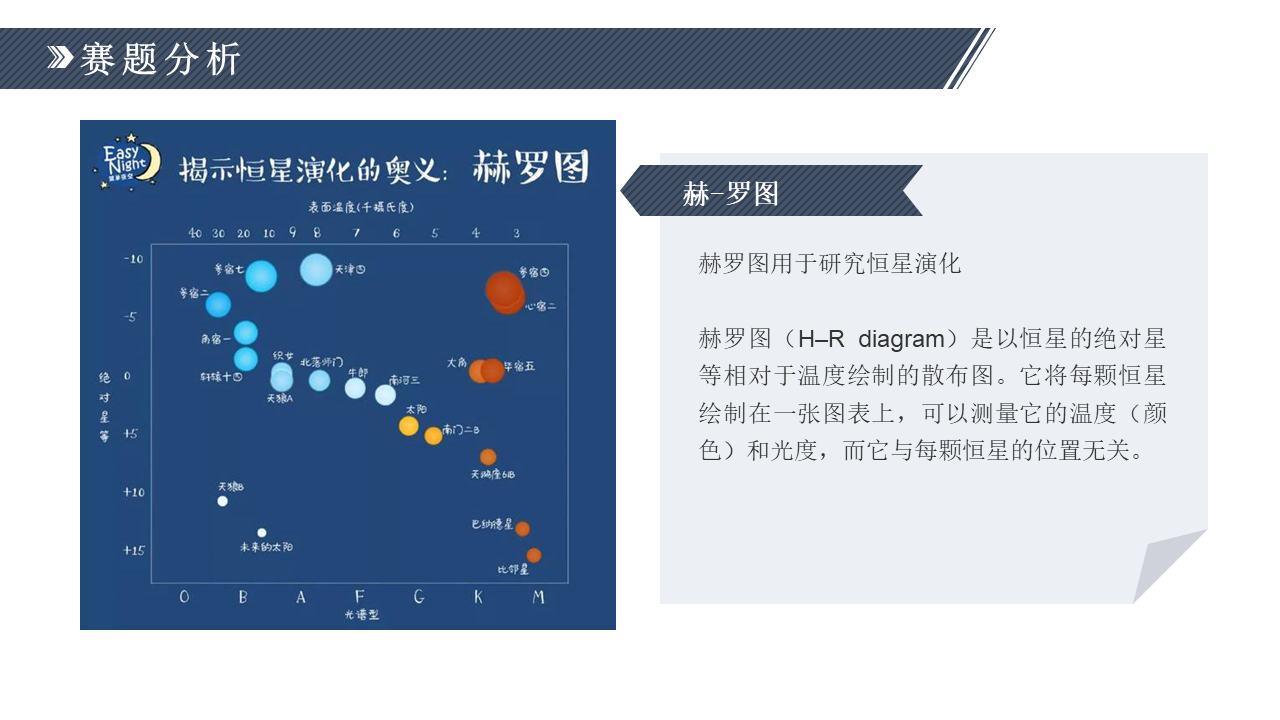 赛题分析
Easy
Night
揭示恒星演化的奥义: 赫罗图
表面温度(千摄氏度)
40 30 20 10 9 8 7 6 5 4 3
-10
-5
0
+5
+10
+15
绝对星等
参宿七
天津四
参宿四
参宿二
心宿二
角宿一
织女
北落师门
大角
毕宿五
轩辕十四
牛郎
南河三
天狼A
太阳
南门二B
天鹅座61B
天狼B
巴纳德星
未来的太阳
比邻星
O B A F G K M
光谱型
赫-罗图
赫罗图用于研究恒星演化
赫罗图（H–R diagram）是以恒星的绝对星
等相对于温度绘制的散布图。它将每颗恒星
绘制在一张图表上，可以测量它的温度（颜
色）和光度，而它与每颗恒星的位置无关。